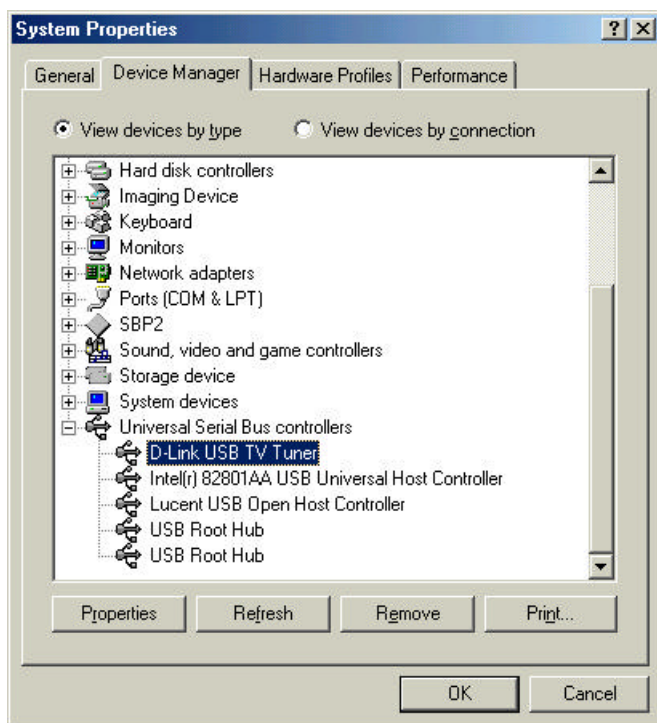 System Properties
General Device Manager Hardware Profiles Performance
View devices by type View devices by connection
Hard disk controllers
Imaging Device
Keyboard
Monitors
Network adapters
Ports (COM & LPT)
SBP2
Sound, video and game controllers
Storage device
System devices
Universal Serial Bus controllers
D-Link USB TV Tuner
Intel(r) 82801AA USB Universal Host Controller
Lucent USB Open Host Controller
USB Root Hub
USB Root Hub
Properties Refresh Remove Print...
OK Cancel